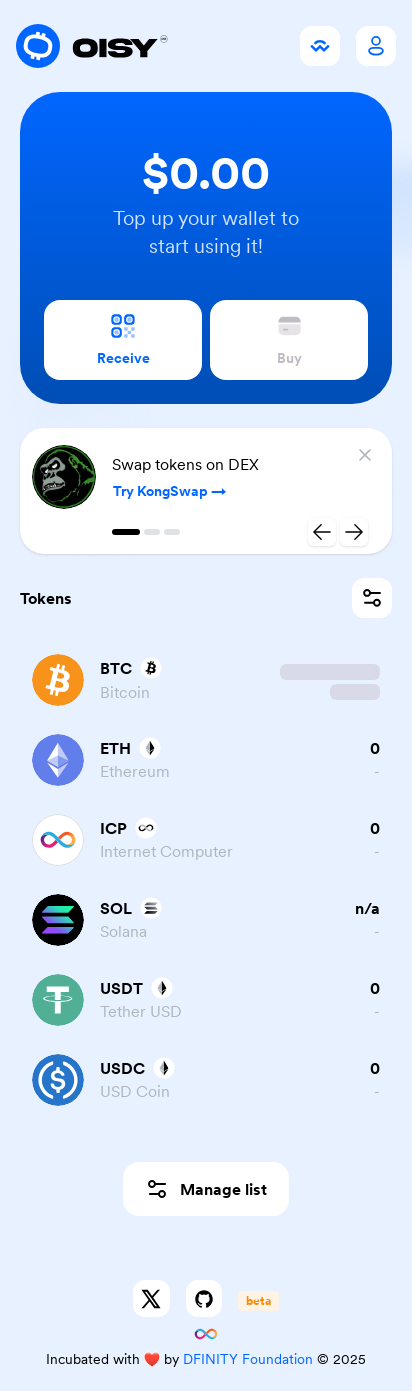 OISY
$0.00
Top up your wallet to
start using it!
Receive
Buy
Swap tokens on DEX
Try KongSwap →
Tokens
BTC
Bitcoin
ETH
0
Ethereum
-
ICP
0
Internet Computer
-
SOL
n/a
Solana
-
USDT
0
Tether USD
-
USDC
0
USD Coin
-
Manage list
beta
Incubated with ❤️ by DFINITY Foundation © 2025